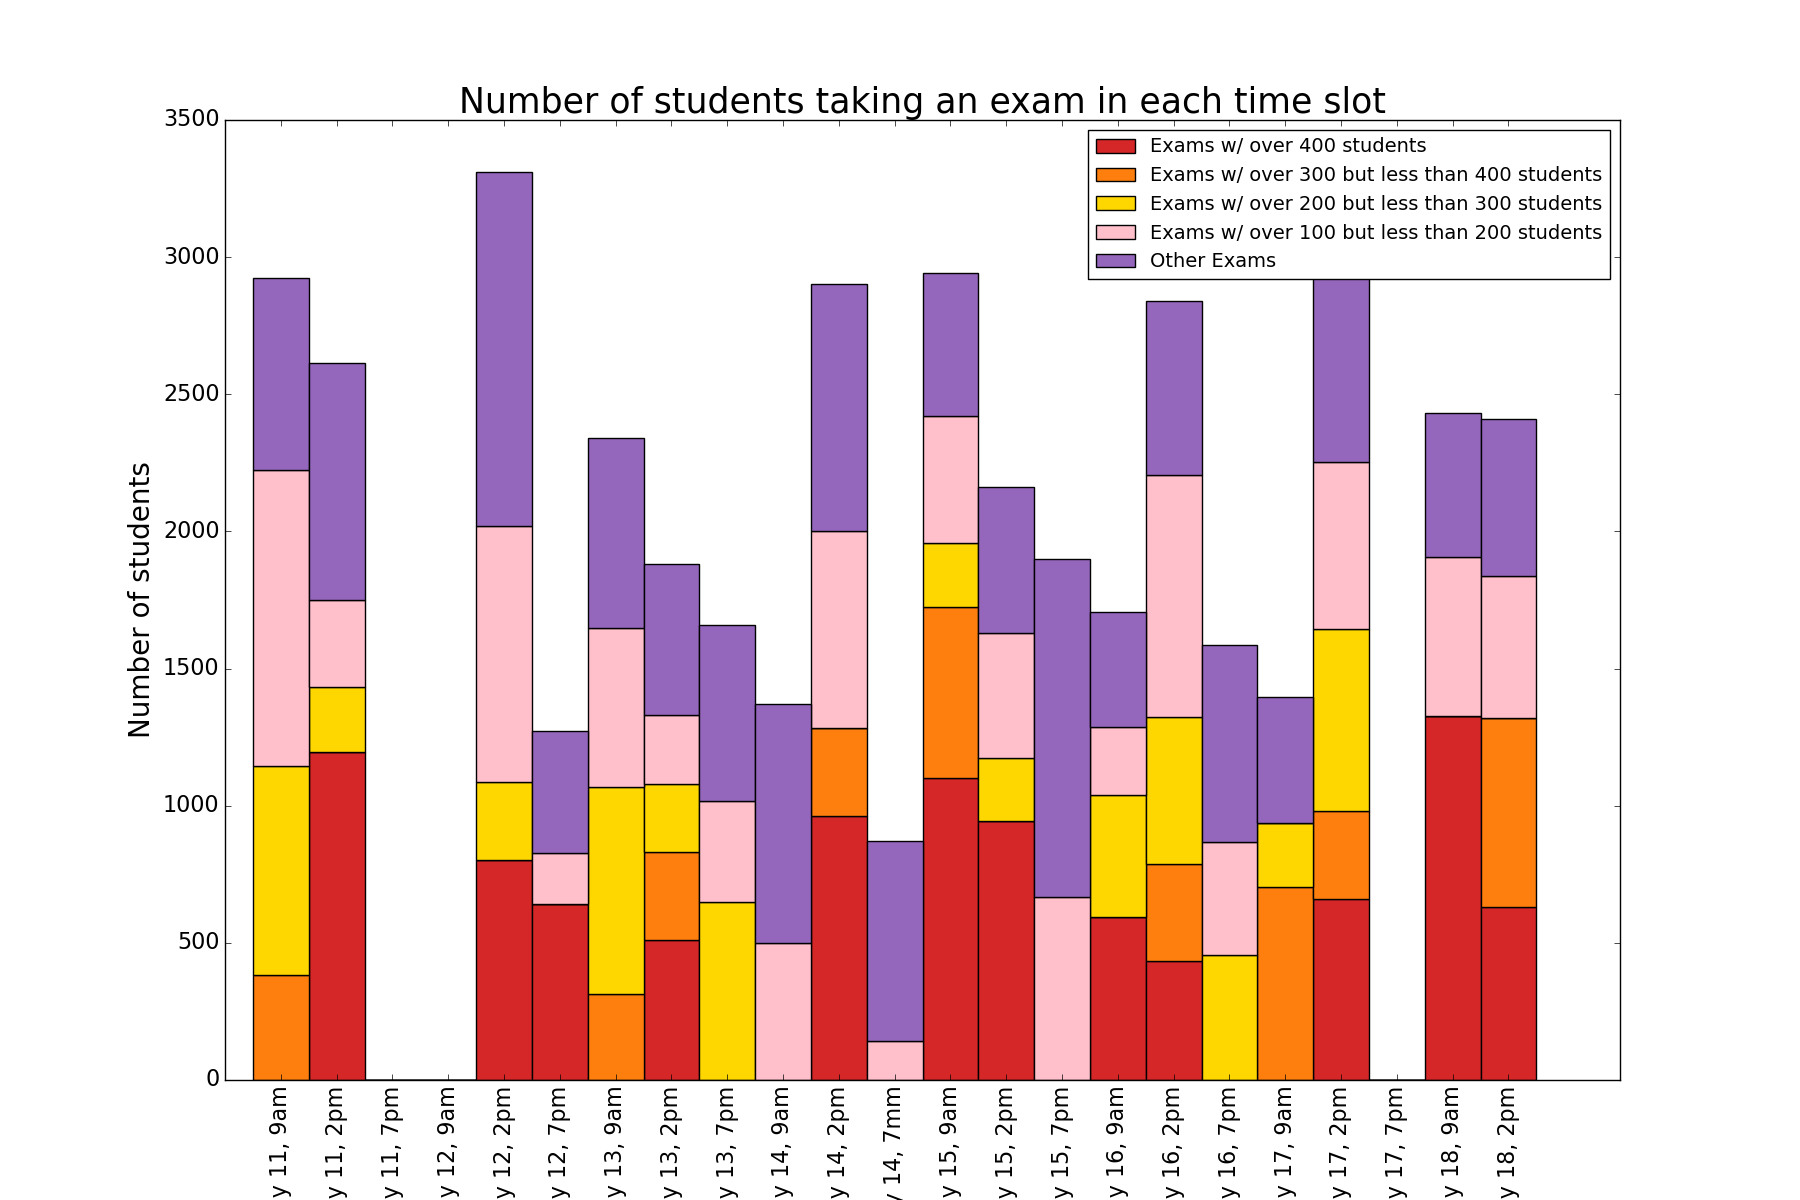 Number of students taking an exam in each time slot
Exams w/ over 400 students
Exams w/ over 300 but less than 400 students
Exams w/ over 200 but less than 300 students
Exams w/ over 100 but less than 200 students
Other Exams
Number of students
3500
3000
2500
2000
1500
1000
500
0
y 11, 9am
y 11, 2pm
y 11, 7pm
y 12, 9am
y 12, 2pm
y 12, 7pm
y 13, 9am
y 13, 2pm
y 13, 7pm
y 14, 9am
y 14, 2pm
y 14, 7mm
y 15, 9am
y 15, 2pm
y 15, 7pm
y 16, 9am
y 16, 2pm
y 16, 7pm
y 17, 9am
y 17, 2pm
y 17, 7pm
y 18, 9am
y 18, 2pm